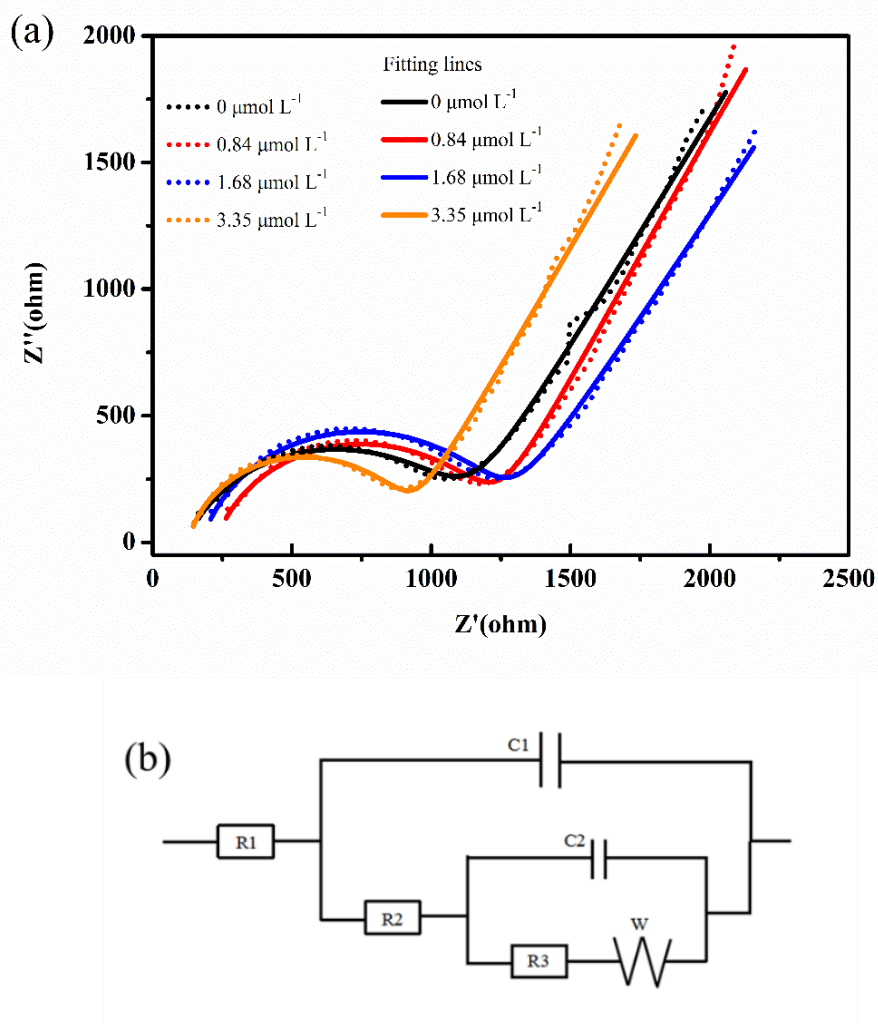 (a)
2000
1500
1000
500
0
Z''(ohm)
0 μmol L-1
0.84 μmol L-1
1.68 μmol L-1
3.35 μmol L-1
Fitting lines
0 μmol L-1
0.84 μmol L-1
1.68 μmol L-1
3.35 μmol L-1
0 500 1000 1500 2000 2500
Z'(ohm)
(b)
C1
R1
C2
R2
W
R3